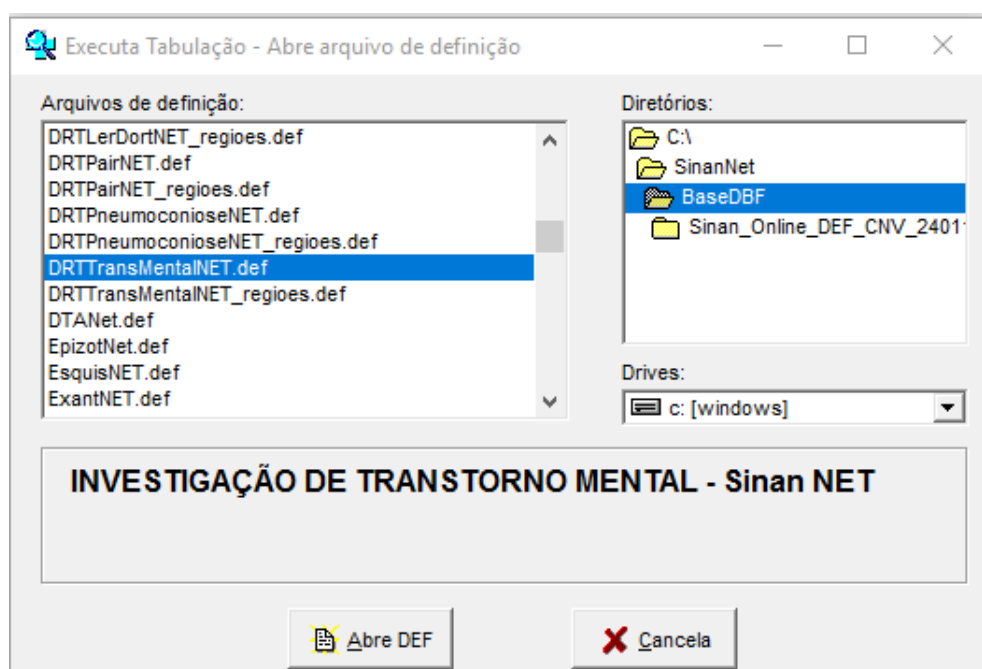 Executa Tabulação - Abre arquivo de definição
Arquivos de definição:
DRTLerDortNET_regioes.def
DRTPairNET.def
DRTPairNET_regioes.def
DRTPneumoconioseNET.def
DRTPneumoconioseNET_regioes.def
DRTTransMentalNET.def
DRTTransMentalNET_regioes.def
DTANet.def
EpizotNet.def
EsquisNET.def
ExantNET.def
Diretórios:
C:\
SinanNet
BaseDBF
Sinan_Online_DEF_CNV_2401
Drives:
c: [windows]
INVESTIGAÇÃO DE TRANSTORNO MENTAL - Sinan NET
Abre DEF
Cancela